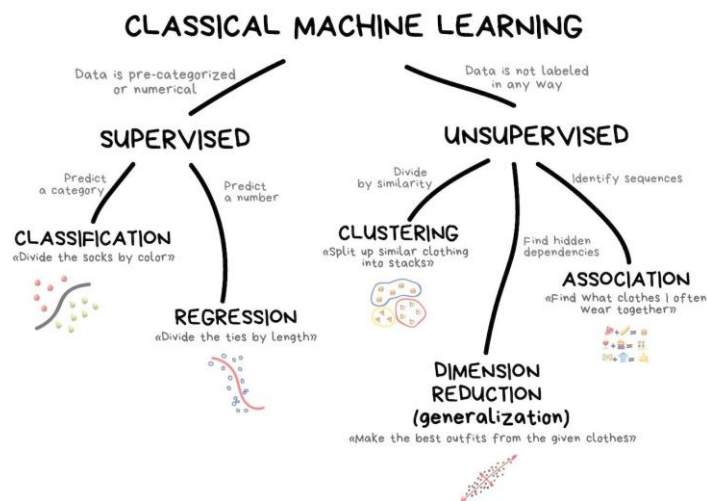 CLASSICAL MACHINE LEARNING
Data is pre-categorized
or numerical
Data is not labeled
in any way
SUPERVISED
UNSUPERVISED
Predict
a category
Predict
a number
Divide
by similarity
Identify sequences
CLASSIFICATION
«Divide the socks by color»
CLUSTERING
«Split up similar clothing
into stacks»
Find hidden
dependencies
ASSOCIATION
«Find what clothes I often
wear together»
REGRESSION
«Divide the ties by length»
DIMENSION
REDUCTION
(generalization)
«Make the best outfits from the given clothes»